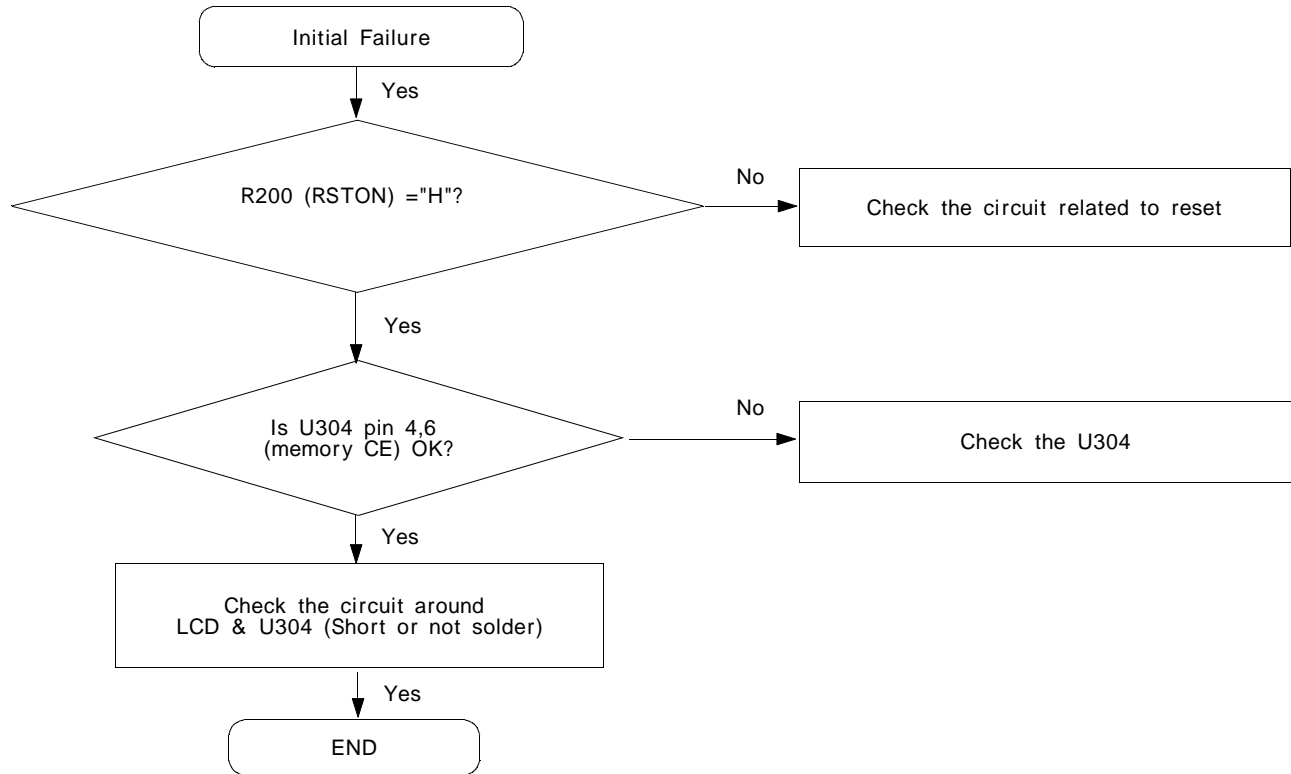 Initial Failure
Yes
R200 (RSTON) ="H"?
No
Check the circuit related to reset
Yes
Is U304 pin 4,6
(memory CE) OK?
No
Check the U304
Yes
Check the circuit around
LCD & U304 (Short or not solder)
Yes
END